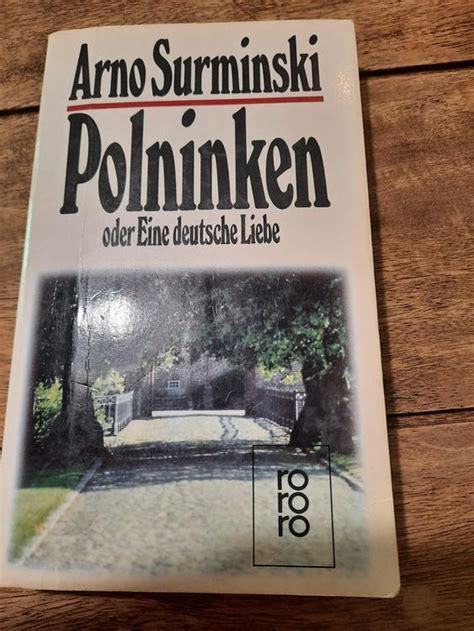 Arno Surminski
Polninken
oder Eine deutsche Liebe
ro
ro
ro